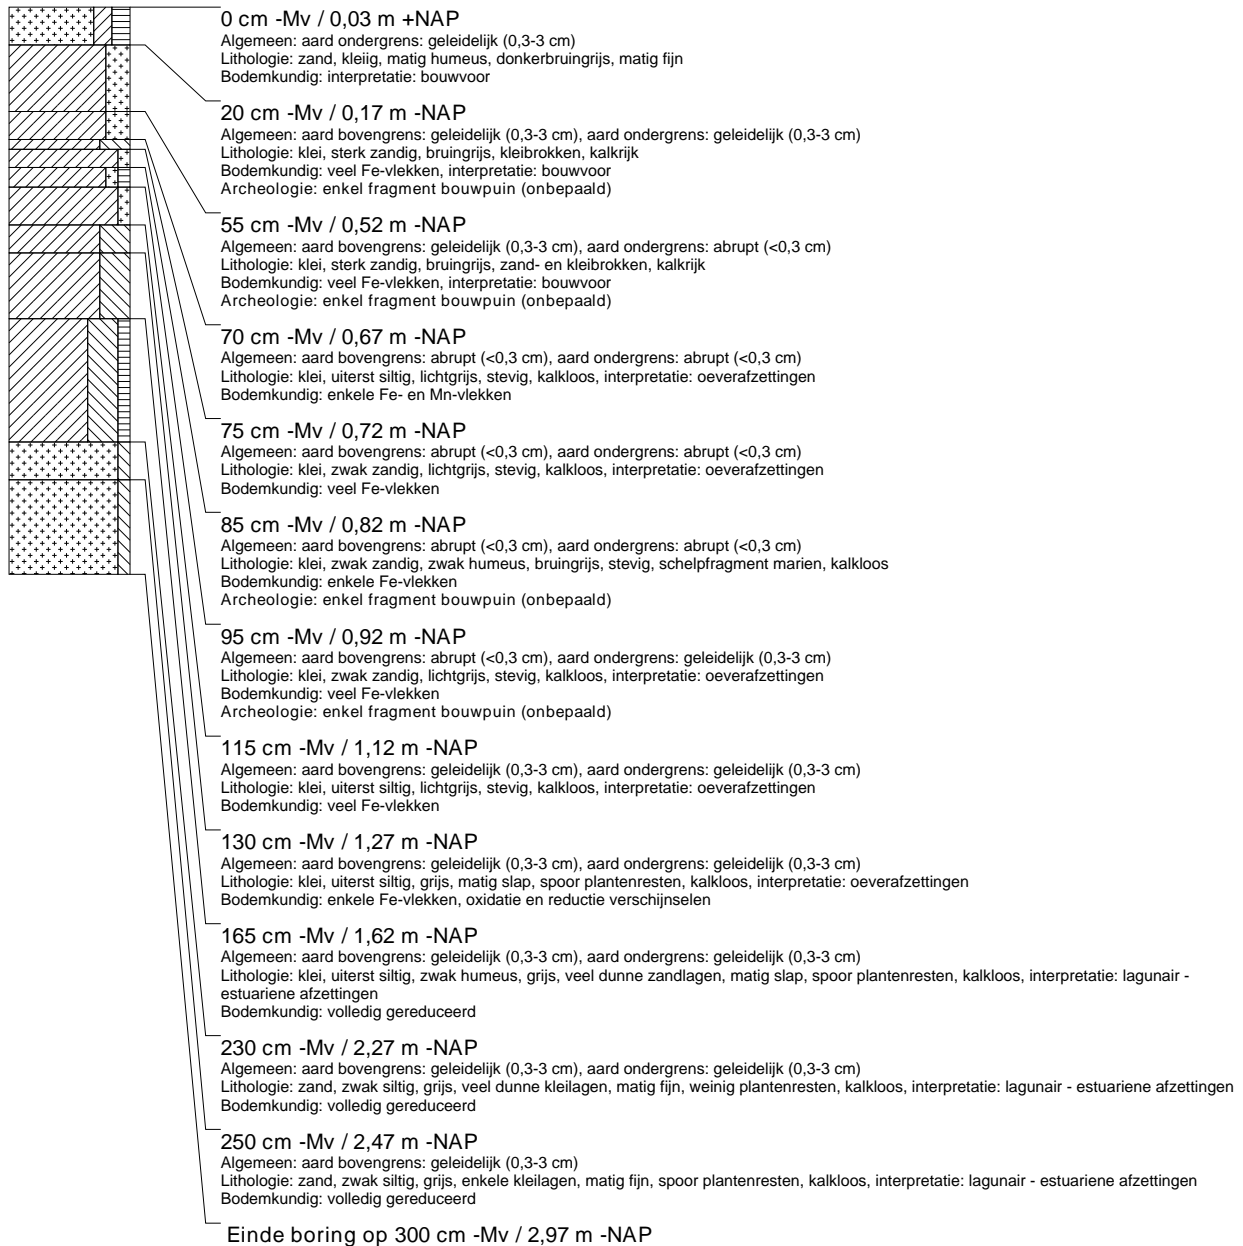 0 cm -Mv / 0,03 m +NAP
Algemeen: aard ondergrens: geleidelijk (0,3-3 cm)
Lithologie: zand, kleiig, matig humeus, donkerbruingrijs, matig fijn
Bodemkundig: interpretatie: bouwvoor
20 cm -Mv / 0,17 m -NAP
Algemeen: aard bovengrens: geleidelijk (0,3-3 cm), aard ondergrens: geleidelijk (0,3-3 cm)
Lithologie: klei, sterk zandig, bruingrijs, kleibrokken, kalkrijk
Bodemkundig: veel Fe-vlekken, interpretatie: bouwvoor
Archeologie: enkel fragment bouwpuin (onbepaald)
55 cm -Mv / 0,52 m -NAP
Algemeen: aard bovengrens: geleidelijk (0,3-3 cm), aard ondergrens: abrupt (<0,3 cm)
Lithologie: klei, sterk zandig, bruingrijs, zand- en kleibrokken, kalkrijk
Bodemkundig: veel Fe-vlekken, interpretatie: bouwvoor
Archeologie: enkel fragment bouwpuin (onbepaald)
70 cm -Mv / 0,67 m -NAP
Algemeen: aard bovengrens: abrupt (<0,3 cm), aard ondergrens: abrupt (<0,3 cm)
Lithologie: klei, uiterst siltig, lichtgrijs, stevig, kalkloos, interpretatie: oeverafzettingen
Bodemkundig: enkele Fe- en Mn-vlekken
75 cm -Mv / 0,72 m -NAP
Algemeen: aard bovengrens: abrupt (<0,3 cm), aard ondergrens: abrupt (<0,3 cm)
Lithologie: klei, zwak zandig, lichtgrijs, stevig, kalkloos, interpretatie: oeverafzettingen
Bodemkundig: veel Fe-vlekken
85 cm -Mv / 0,82 m -NAP
Algemeen: aard bovengrens: abrupt (<0,3 cm), aard ondergrens: abrupt (<0,3 cm)
Lithologie: klei, zwak zandig, zwak humeus, bruingrijs, stevig, schelpfragment marien, kalkloos
Bodemkundig: enkele Fe-vlekken
Archeologie: enkel fragment bouwpuin (onbepaald)
95 cm -Mv / 0,92 m -NAP
Algemeen: aard bovengrens: abrupt (<0,3 cm), aard ondergrens: geleidelijk (0,3-3 cm)
Lithologie: klei, zwak zandig, lichtgrijs, stevig, kalkloos, interpretatie: oeverafzettingen
Bodemkundig: veel Fe-vlekken
Archeologie: enkel fragment bouwpuin (onbepaald)
115 cm -Mv / 1,12 m -NAP
Algemeen: aard bovengrens: geleidelijk (0,3-3 cm), aard ondergrens: geleidelijk (0,3-3 cm)
Lithologie: klei, uiterst siltig, lichtgrijs, stevig, kalkloos, interpretatie: oeverafzettingen
Bodemkundig: veel Fe-vlekken
130 cm -Mv / 1,27 m -NAP
Algemeen: aard bovengrens: geleidelijk (0,3-3 cm), aard ondergrens: geleidelijk (0,3-3 cm)
Lithologie: klei, uiterst siltig, grijs, matig slap, spoor plantenresten, kalkloos, interpretatie: oeverafzettingen
Bodemkundig: enkele Fe-vlekken, oxidatie en reductie verschijnselen
165 cm -Mv / 1,62 m -NAP
Algemeen: aard bovengrens: geleidelijk (0,3-3 cm), aard ondergrens: geleidelijk (0,3-3 cm)
Lithologie: klei, uiterst siltig, zwak humeus, grijs, veel dunne zandlagen, matig slap, spoor plantenresten, kalkloos, interpretatie: lagunair -
estuariene afzettingen
Bodemkundig: volledig gereduceerd
230 cm -Mv / 2,27 m -NAP
Algemeen: aard bovengrens: geleidelijk (0,3-3 cm), aard ondergrens: geleidelijk (0,3-3 cm)
Lithologie: zand, zwak siltig, grijs, veel dunne kleilagen, matig fijn, weinig plantenresten, kalkloos, interpretatie: lagunair - estuariene afzettingen
Bodemkundig: volledig gereduceerd
250 cm -Mv / 2,47 m -NAP
Algemeen: aard bovengrens: geleidelijk (0,3-3 cm)
Lithologie: zand, zwak siltig, grijs, enkele kleilagen, matig fijn, spoor plantenresten, kalkloos, interpretatie: lagunair - estuariene afzettingen
Bodemkundig: volledig gereduceerd
Einde boring op 300 cm -Mv / 2,97 m -NAP